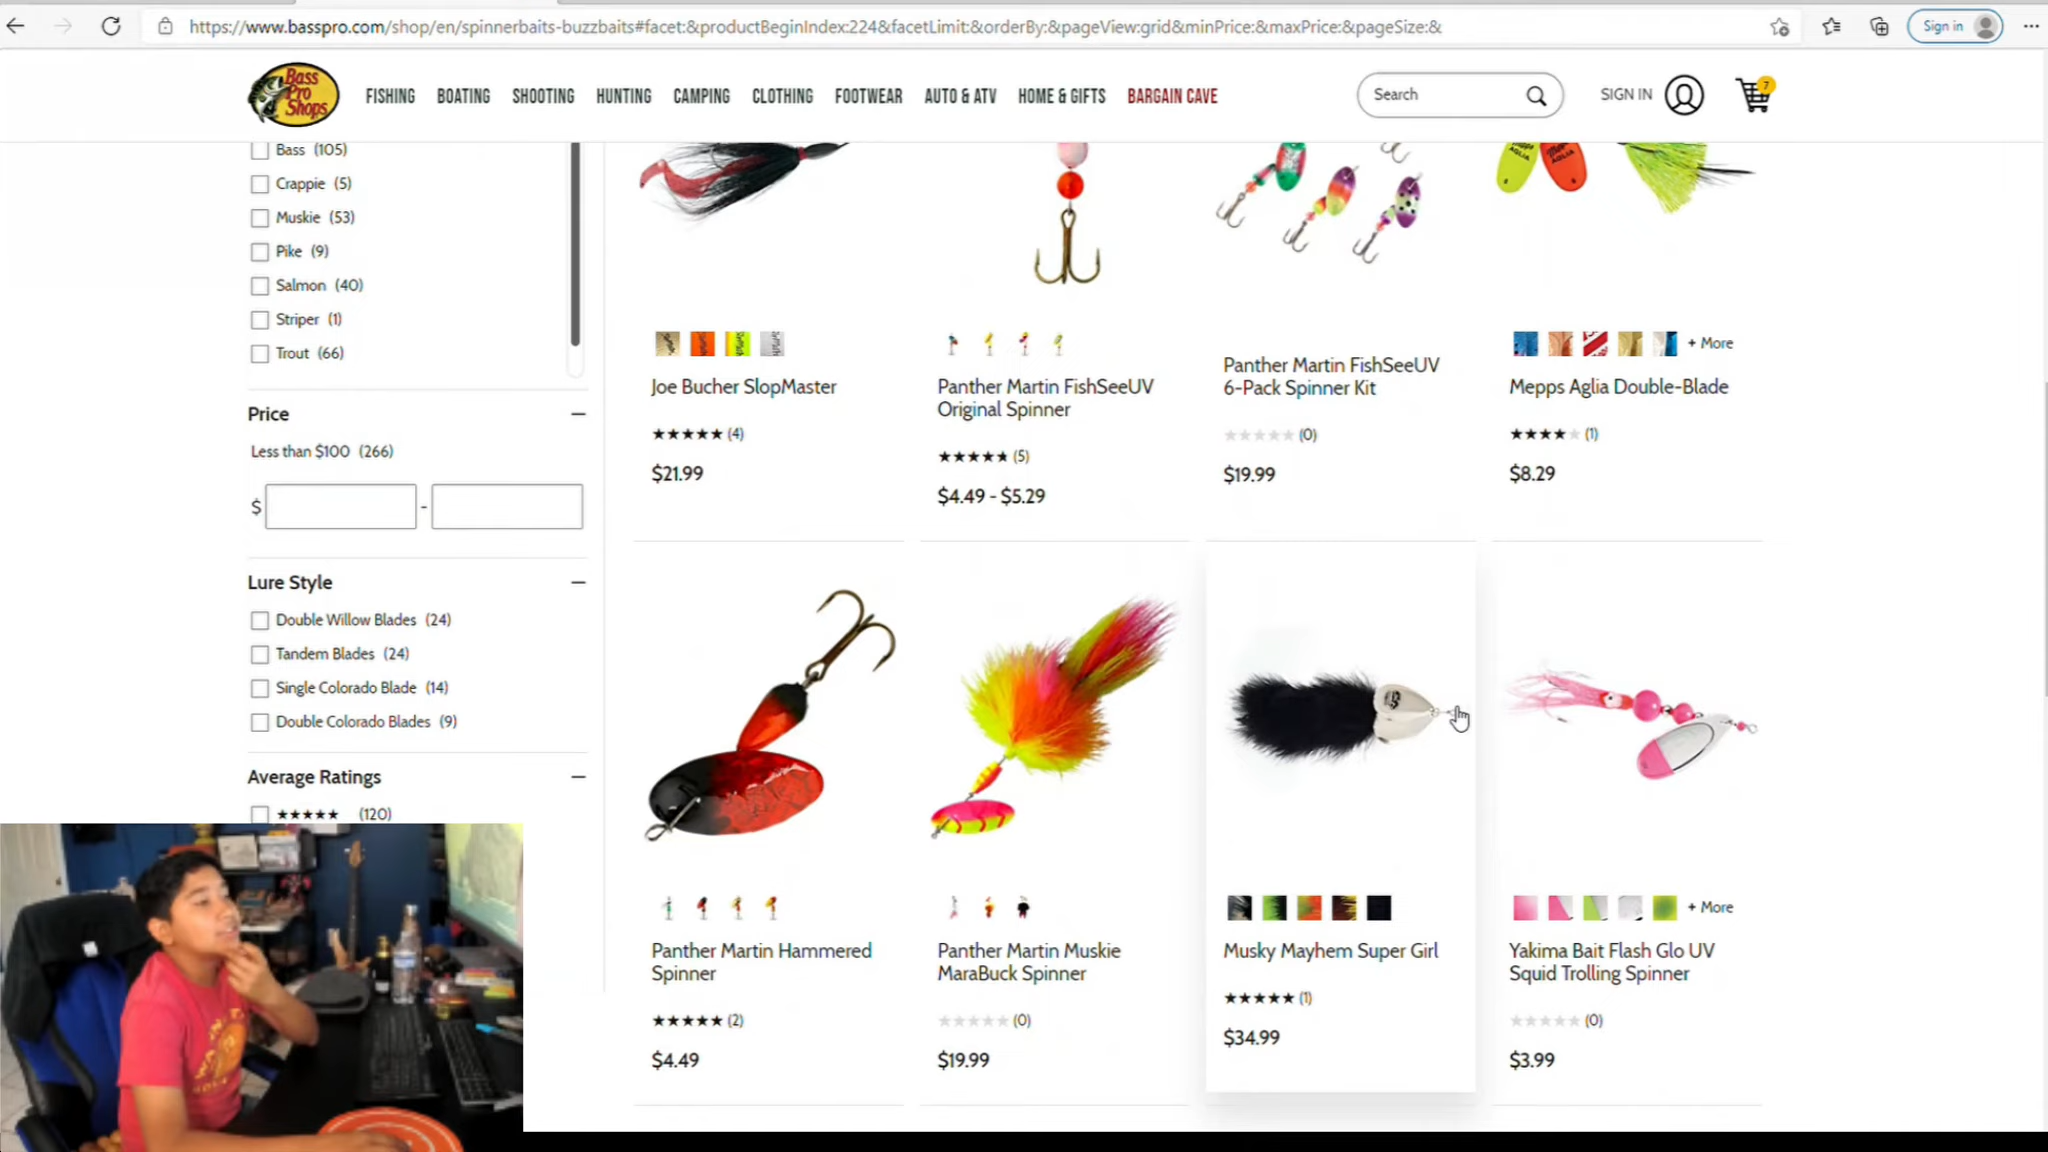 https://www.basspro.com/shop/en/spinnerbaits-buzzbaits#facet:&productBeginIndex:224&facetLimit:&orderBy:&pageView:grid&minPrice:&maxPrice:&pageSize:&
Sign in
Bass
Pro
Shops
FISHING BOATING SHOOTING HUNTING CAMPING CLOTHING FOOTWEAR AUTO & ATV HOME & GIFTS BARGAIN CAVE
Search
SIGN IN
7
Bass (105)
Crappie (5)
Muskie (53)
Pike (9)
Salmon (40)
Striper (1)
Trout (66)
Price
Less than $100 (266)
$ -
Lure Style
Double Willow Blades (24)
Tandem Blades (24)
Single Colorado Blade (14)
Double Colorado Blades (9)
Average Ratings
★★★★★ (120)
AGLIA
AGLIA
Joe Bucher SlopMaster
★★★★★ (4)
$21.99
Panther Martin FishSeeUV
Original Spinner
★★★★★ (5)
$4.49 - $5.29
Panther Martin FishSeeUV
6-Pack Spinner Kit
★★★★★ (0)
$19.99
+ More
Mepps Aglia Double-Blade
★★★★★ (1)
$8.29
Panther Martin Hammered
Spinner
★★★★★ (2)
$4.49
Panther Martin Muskie
MaraBuck Spinner
★★★★★ (0)
$19.99
Musky Mayhem Super Girl
★★★★★ (1)
$34.99
+ More
Yakima Bait Flash Glo UV
Squid Trolling Spinner
★★★★★ (0)
$3.99